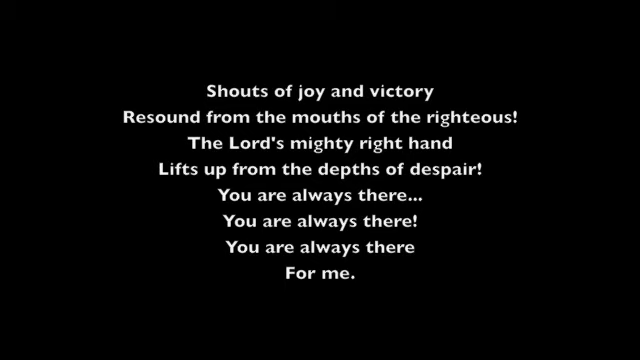 Shouts of joy and victory
Resound from the mouths of the righteous!
The Lord's mighty right hand
Lifts up from the depths of despair!
You are always there...
You are always there!
You are always there
For me.